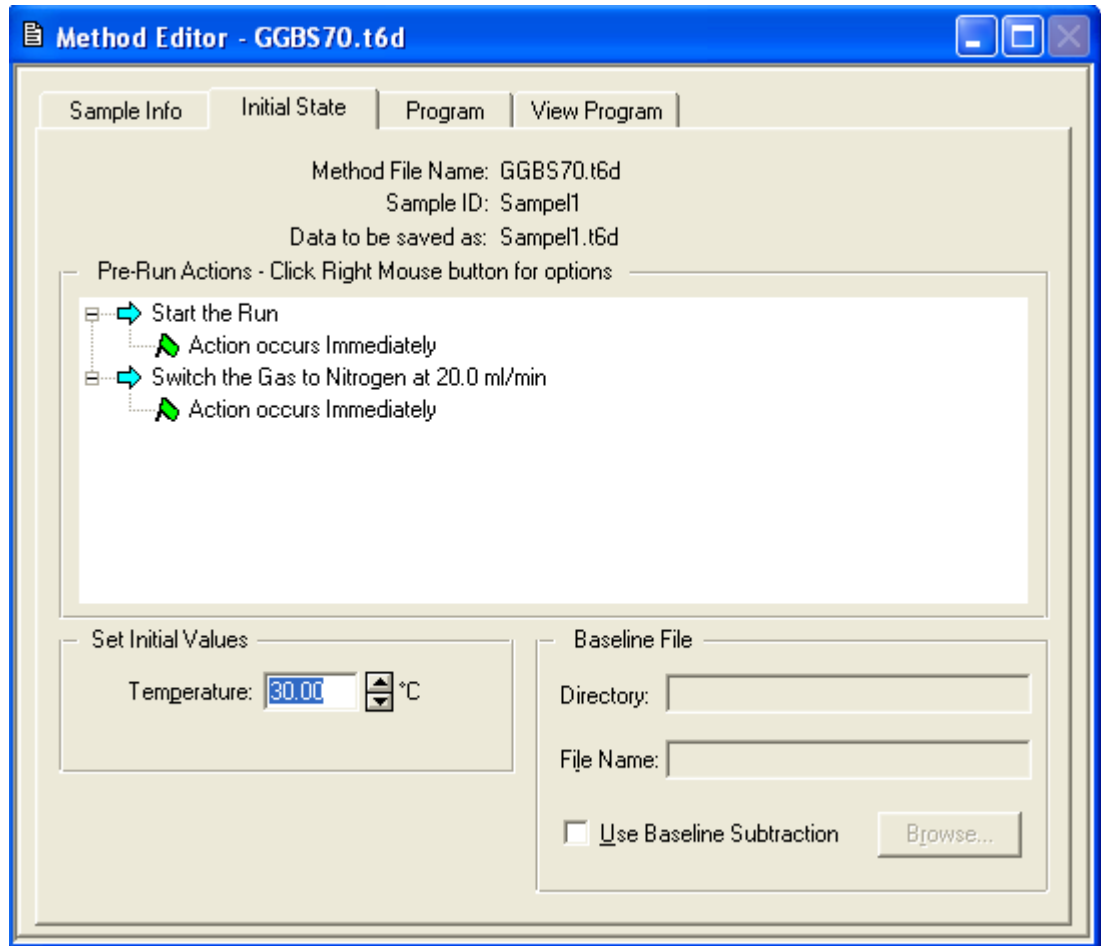 Method Editor - GGBS70.t6d
Sample Info Initial State Program View Program
Method File Name: GGBS70.t6d
Sample ID: Sampel1
Data to be saved as: Sampel1.t6d
Pre-Run Actions - Click Right Mouse button for options
Start the Run
Action occurs Immediately
Switch the Gas to Nitrogen at 20.0 ml/min
Action occurs Immediately
Set Initial Values
Temperature: 30.00 °C
Baseline File
Directory:
File Name:
Use Baseline Subtraction Browse...